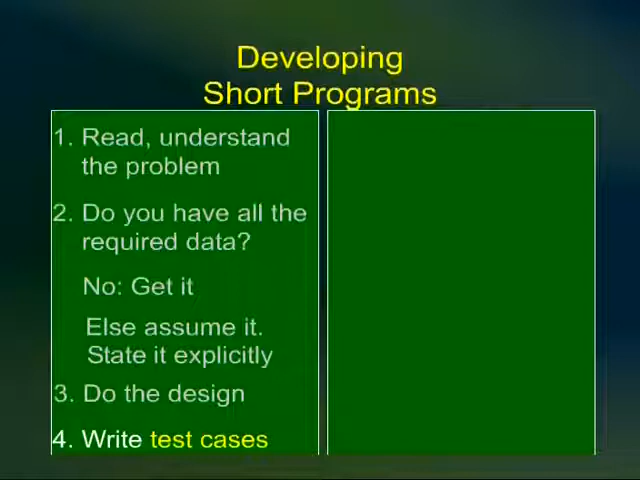 Developing
Short Programs
1. Read, understand
the problem
2. Do you have all the
required data?
No: Get it
Else assume it.
State it explicitly
3. Do the design
4. Write test cases